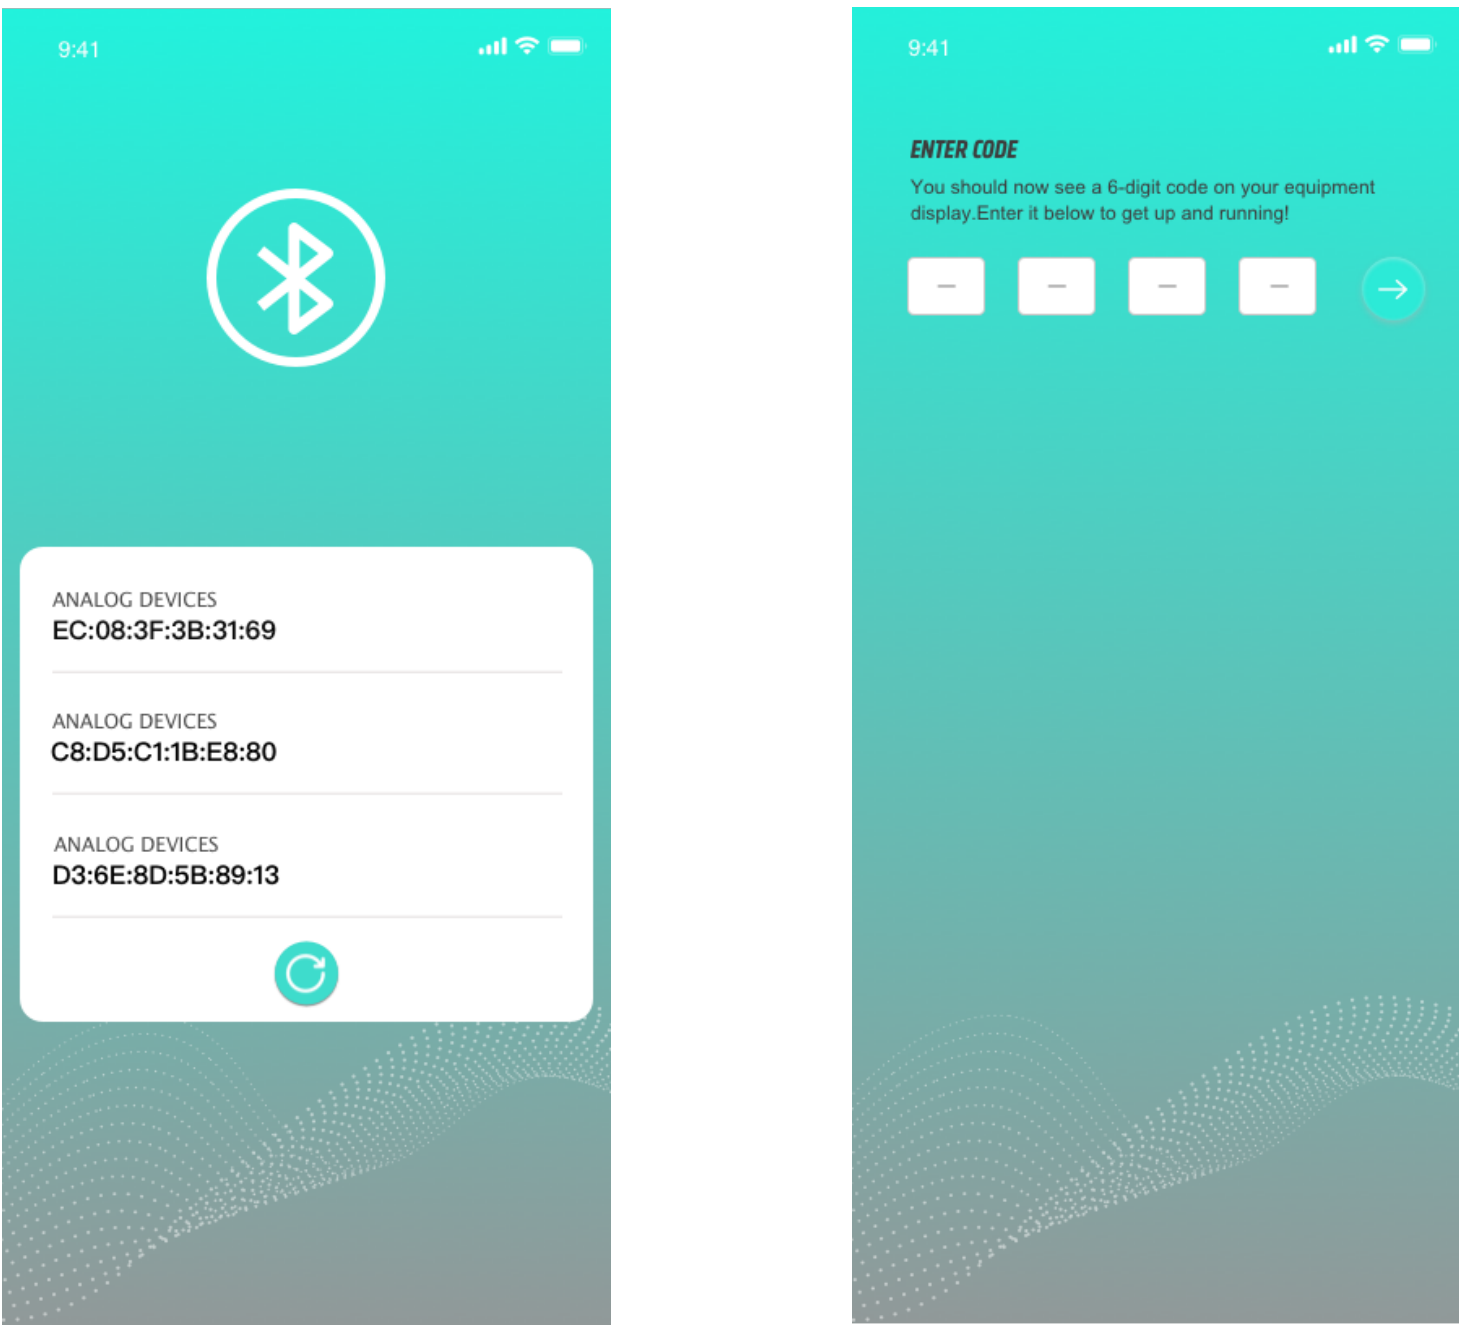 9:41
ANALOG DEVICES
EC:08:3F:3B:31:69
ANALOG DEVICES
C8:D5:C1:1B:E8:80
ANALOG DEVICES
D3:6E:8D:5B:89:13
9:41
ENTER CODE
You should now see a 6-digit code on your equipment
display.Enter it below to get up and running!